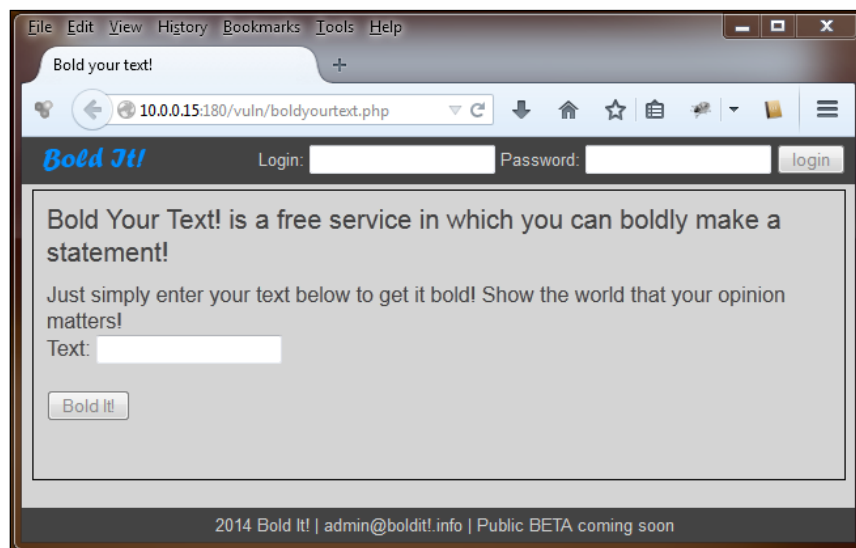 File Edit View History Bookmarks Tools Help
Bold your text!
10.0.0.15:180/vuln/boldyourtext.php
Bold It! Login: Password: login
Bold Your Text! is a free service in which you can boldly make a
statement!
Just simply enter your text below to get it bold! Show the world that your opinion
matters!
Text:
Bold It!
2014 Bold It! | admin@boldit!.info | Public BETA coming soon